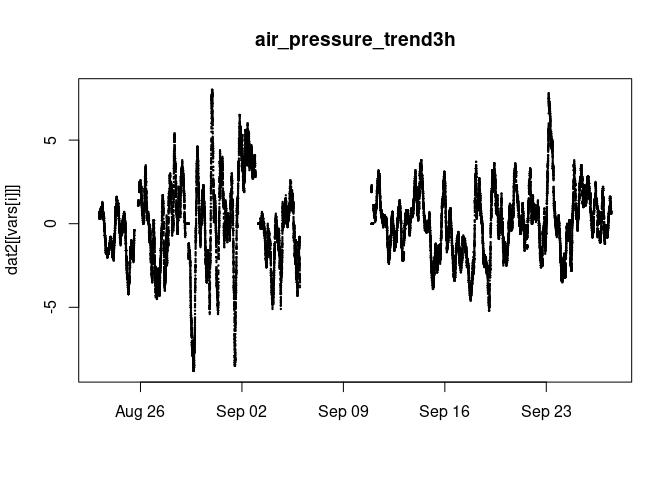 air_pressure_trend3h
dat2[[vars[i]]]
5
0
-5
Aug 26 Sep 02 Sep 09 Sep 16 Sep 23